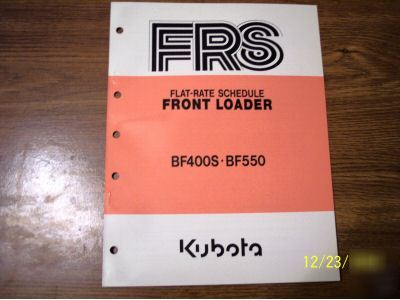 FRS
FLAT-RATE SCHEDULE
FRONT LOADER
BF400S·BF550
Kubota
12/23/